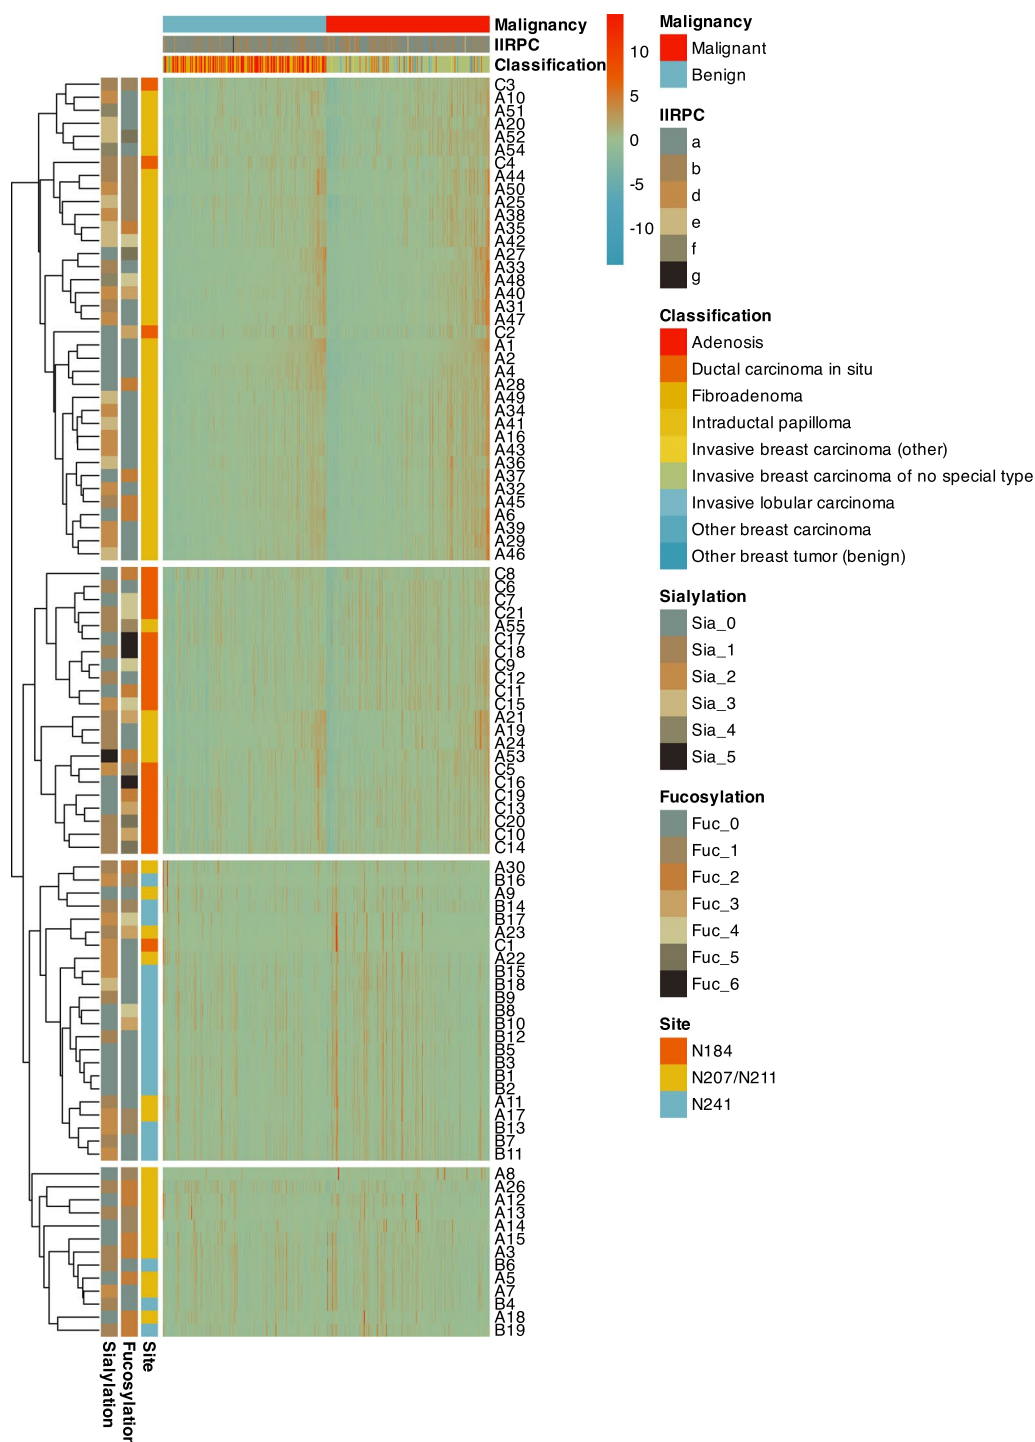 Malignancy
IIRPC
Classification
C3
A10
A51
A20
A52
A54
C4
A44
A50
A25
A38
A35
A42
A27
A33
A48
A40
A31
A47
C2
A1
A2
A4
A28
A49
A34
A41
A16
A43
A36
A37
A32
A45
A6
A39
A29
A46
C8
C6
C7
C21
A55
C17
C18
C9
C12
C11
C15
A21
A19
A24
A53
C5
C16
C19
C13
C20
C10
C14
A30
B16
A9
B14
B17
A23
C1
A22
B15
B18
B9
B8
B10
B12
B5
B3
B1
B2
A11
A17
B13
B7
B11
A8
A26
A12
A13
A14
A15
A3
B6
A5
A7
B4
A18
B19
Sialylation
Fucosylation
Site
10
5
0
-5
-10
Malignancy
Malignant
Benign
IIRPC
a
b
d
e
f
g
Classification
Adenosis
Ductal carcinoma in situ
Fibroadenoma
Intraductal papilloma
Invasive breast carcinoma (other)
Invasive breast carcinoma of no special type
Invasive lobular carcinoma
Other breast carcinoma
Other breast tumor (benign)
Sialylation
Sia_0
Sia_1
Sia_2
Sia_3
Sia_4
Sia_5
Fucosylation
Fuc_0
Fuc_1
Fuc_2
Fuc_3
Fuc_4
Fuc_5
Fuc_6
Site
N184
N207/N211
N241